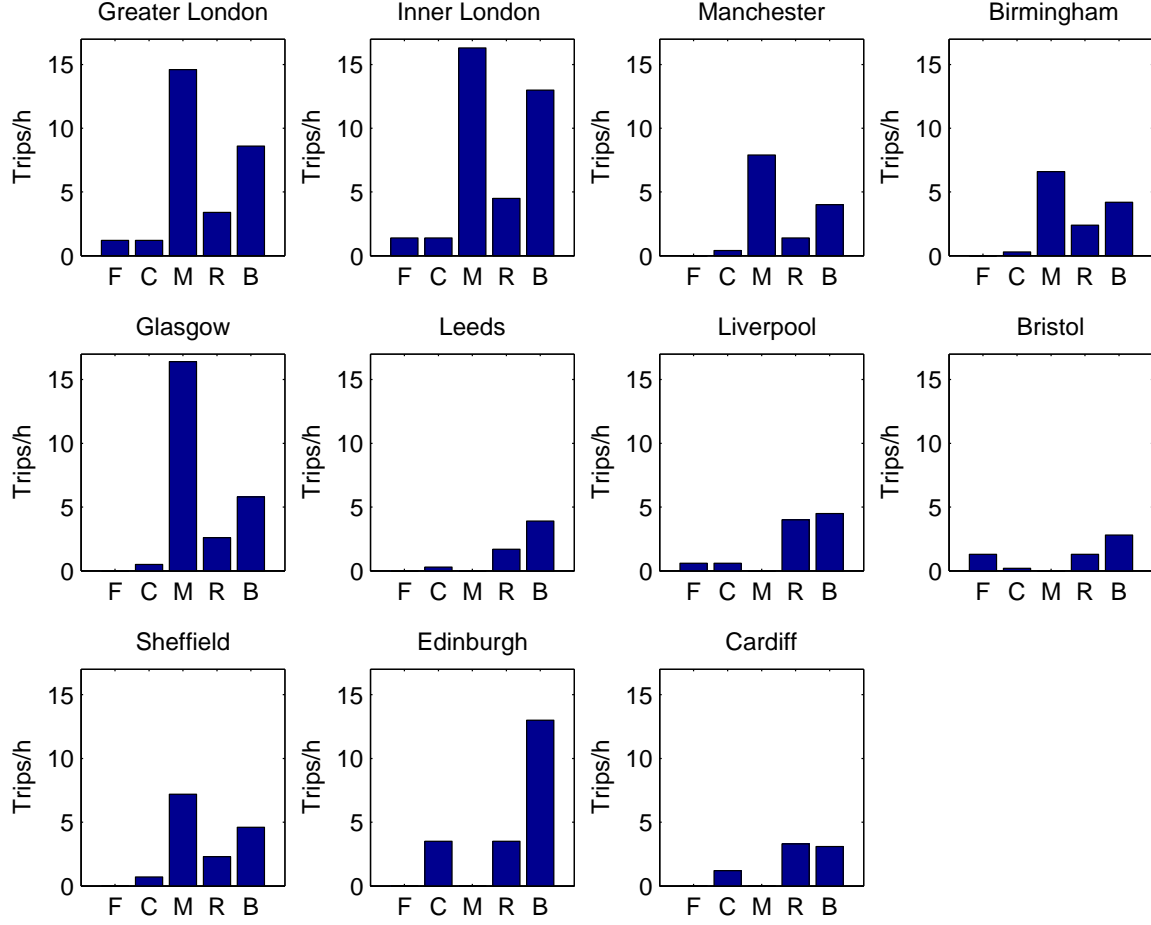 Greater London
Inner London
Manchester
Birmingham
15
10
5
0
Trips/h
F C M R B
15
10
5
0
Trips/h
F C M R B
15
10
5
0
Trips/h
F C M R B
15
10
5
0
Trips/h
F C M R B
Glasgow
Leeds
Liverpool
Bristol
15
10
5
0
Trips/h
F C M R B
15
10
5
0
Trips/h
F C M R B
15
10
5
0
Trips/h
F C M R B
15
10
5
0
Trips/h
F C M R B
Sheffield
Edinburgh
Cardiff
15
10
5
0
Trips/h
F C M R B
15
10
5
0
Trips/h
F C M R B
15
10
5
0
Trips/h
F C M R B